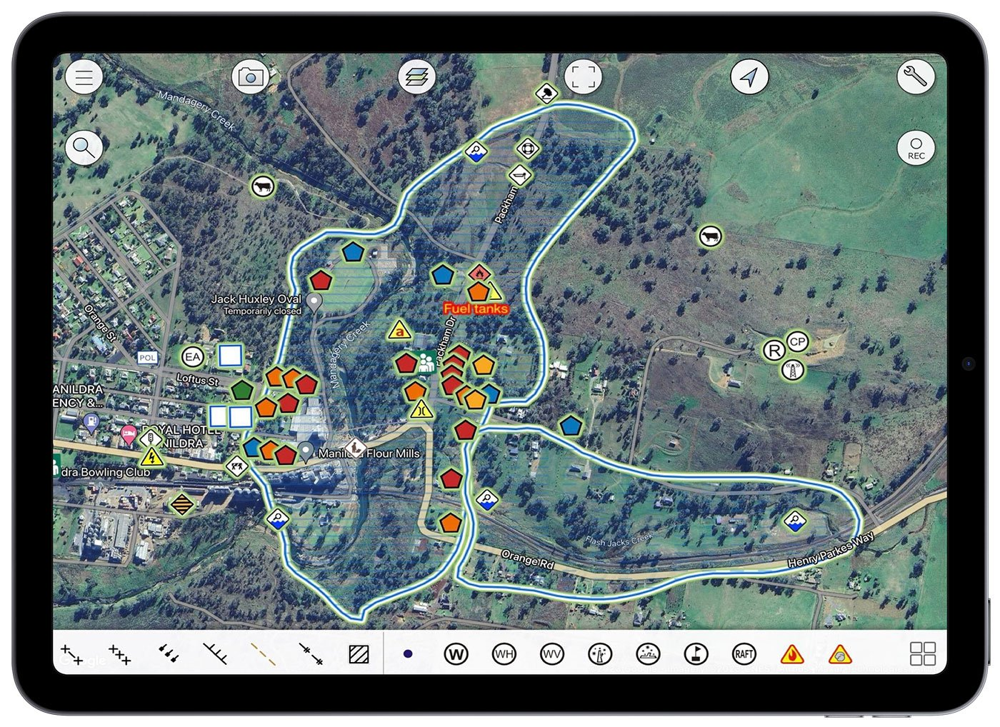 Mandagery Creek
REC
Packham
Jack Huxley Oval
Temporarily closed
Fuel tanks
Orange St
Mandagery Creek
a
Packham Dr
POL
EA
Loftus St
R
CP
ANILDRA
ENCY &...
ROYAL HOTEL
NILDRA
Manildra Flour Mills
dra Bowling Club
Flash Jacks Creek
Orange Rd
Henry Parkes Way
W
WH
WV
RAFT
Google